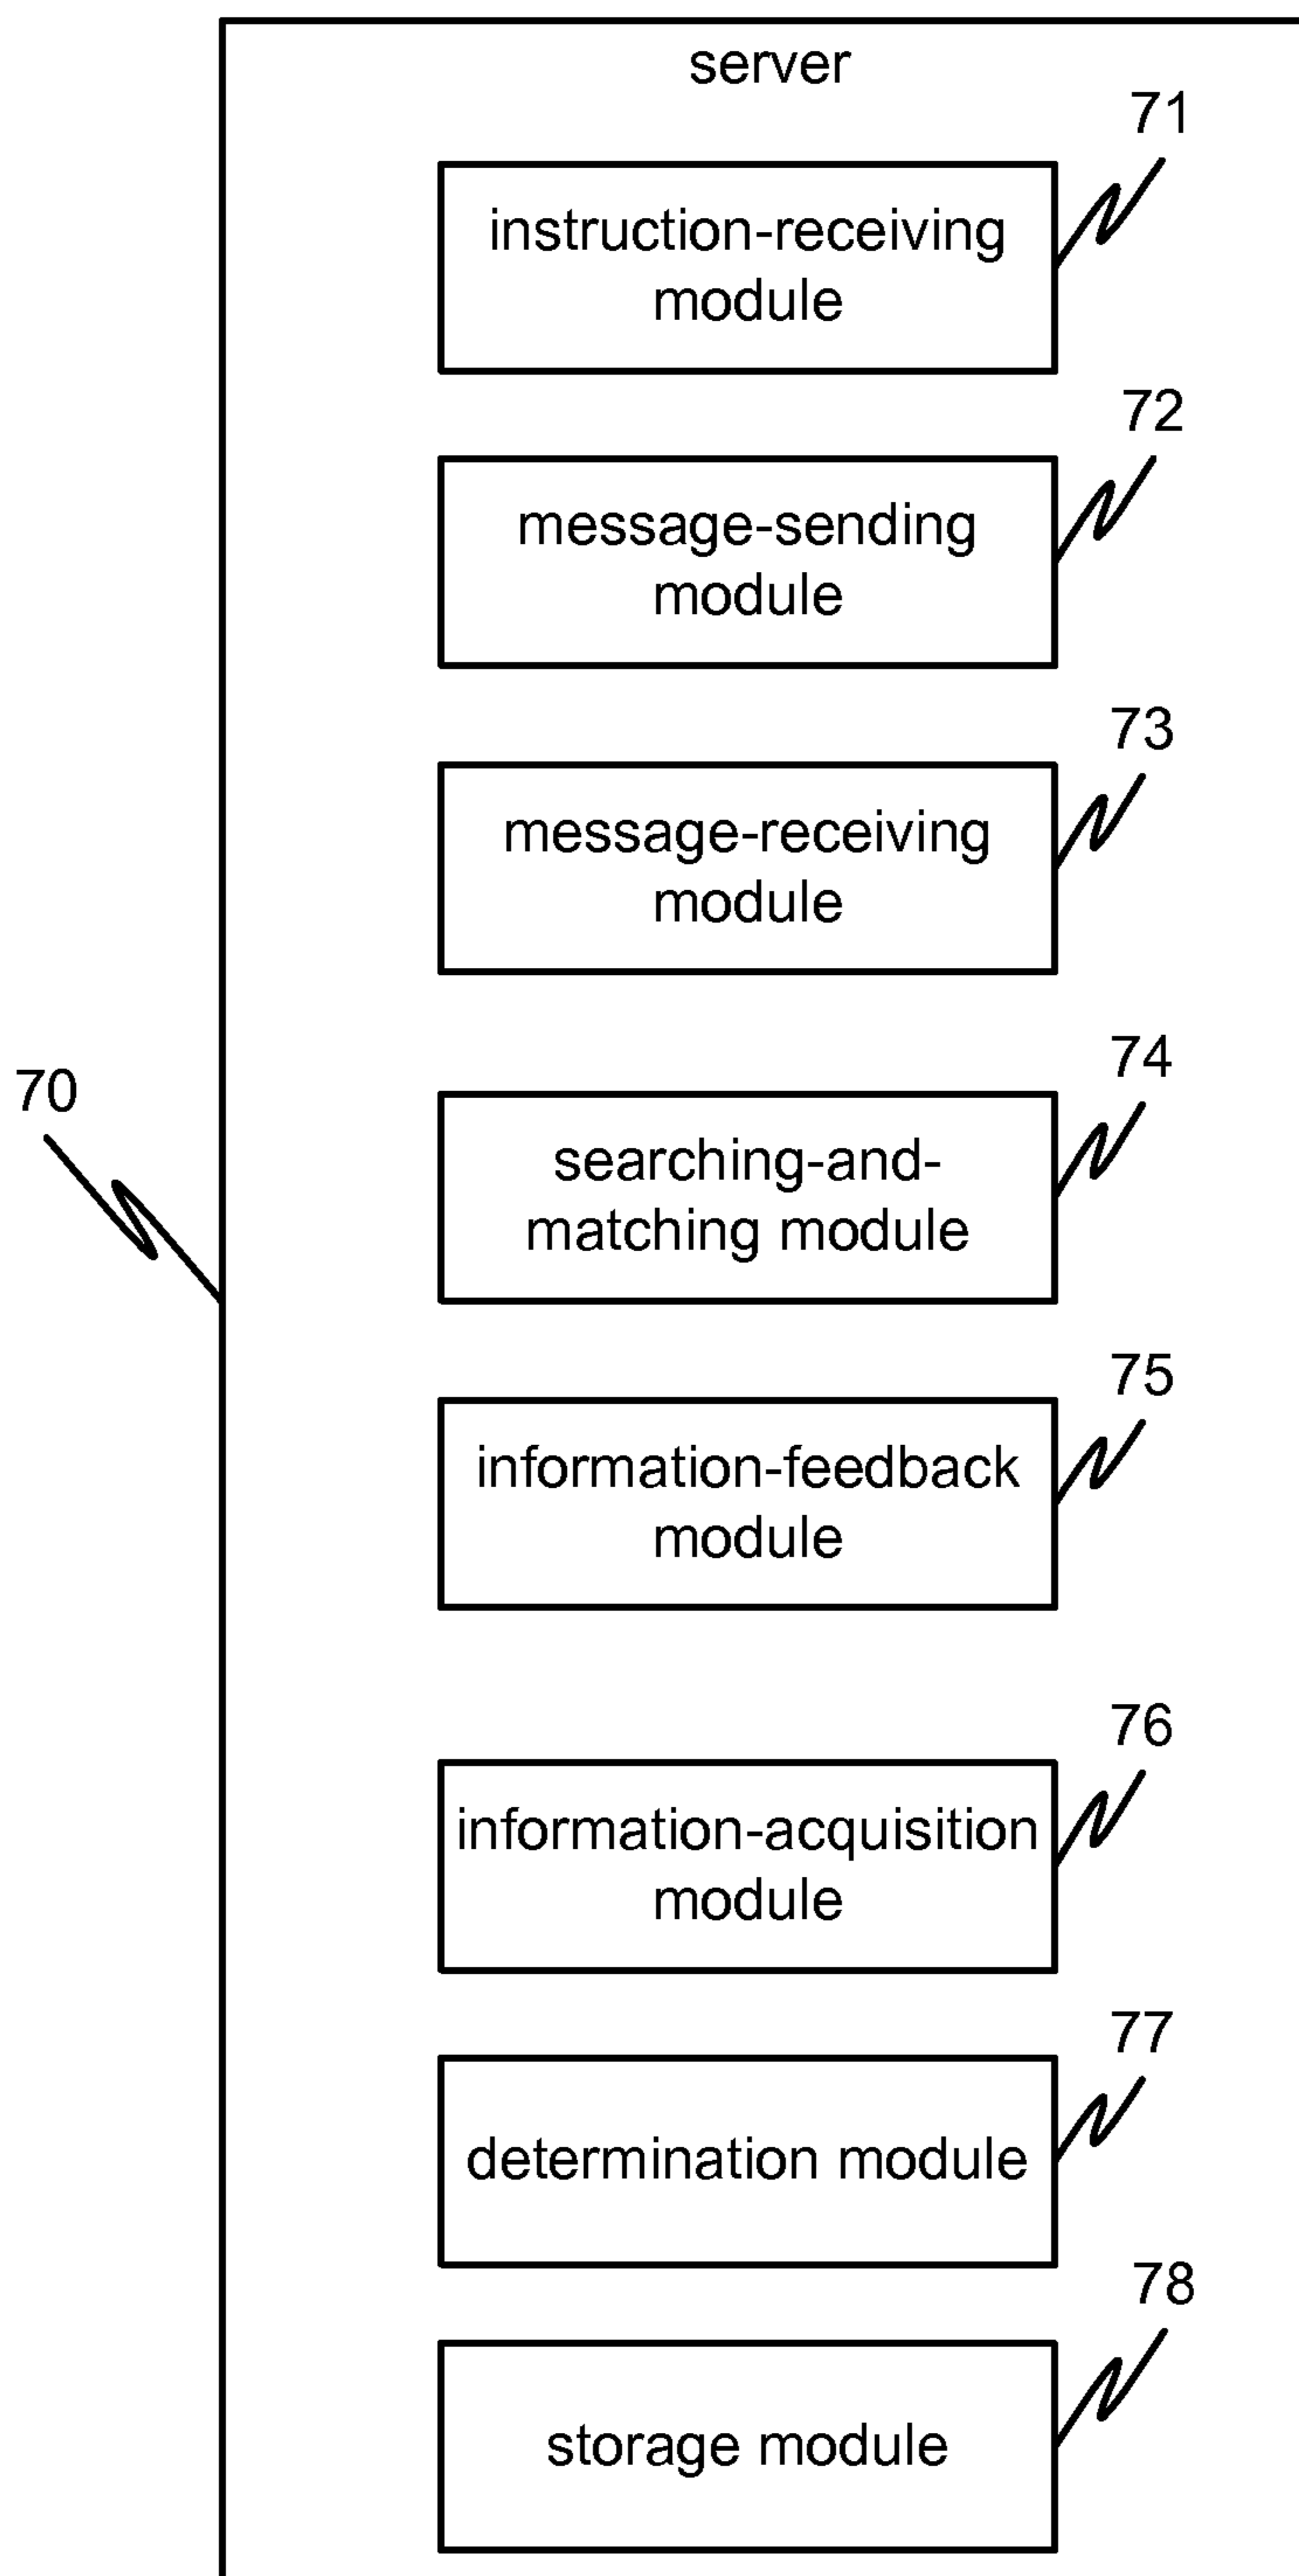 server
71
instruction-receiving
module
72
message-sending
module
73
message-receiving
module
74
searching-and-
matching module
70
75
information-feedback
module
76
information-acquisition
module
77
determination module
78
storage module